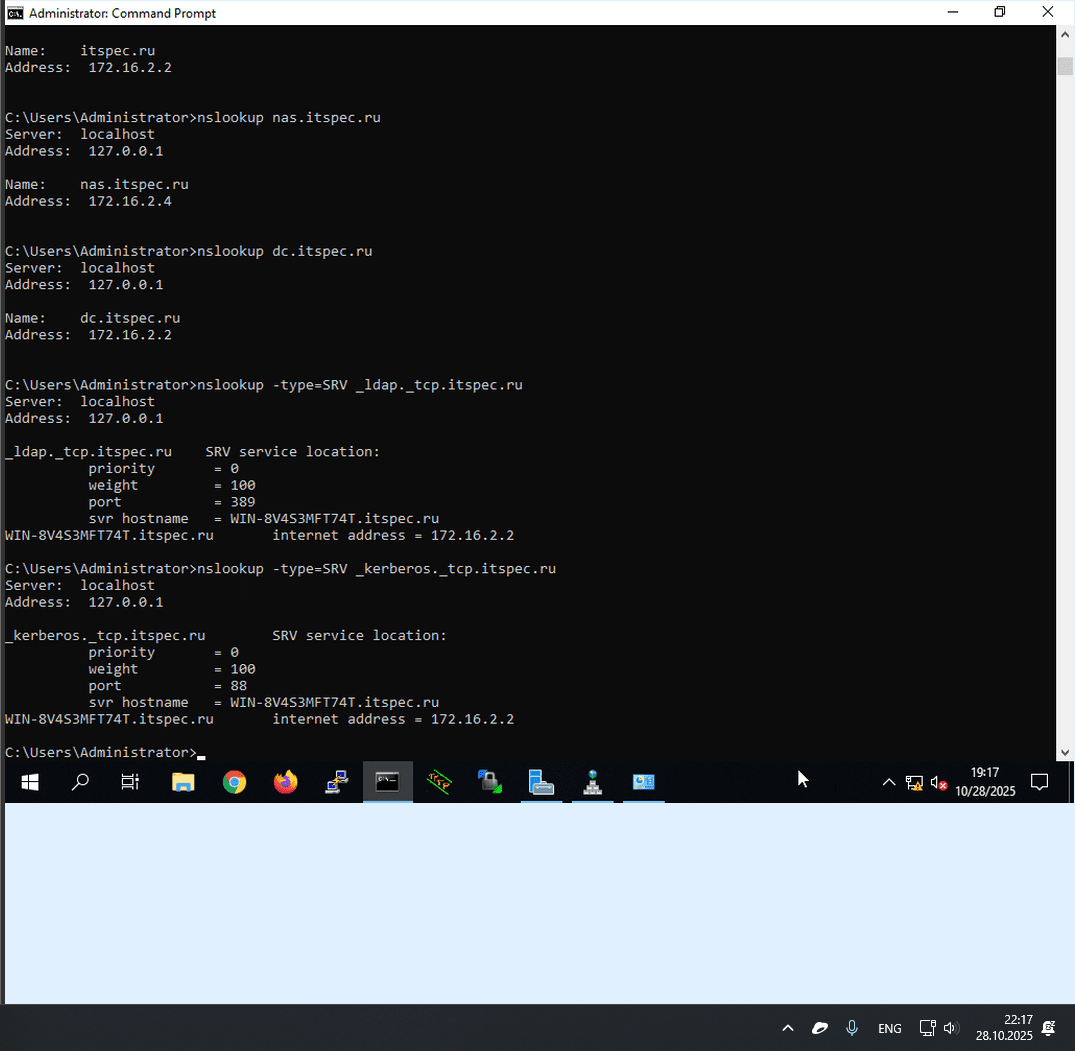 Administrator: Command Prompt
Name:    itspec.ru
Address:  172.16.2.2
C:\Users\Administrator>nslookup nas.itspec.ru
Server:  localhost
Address:  127.0.0.1
Name:    nas.itspec.ru
Address:  172.16.2.4
C:\Users\Administrator>nslookup dc.itspec.ru
Server:  localhost
Address:  127.0.0.1
Name:    dc.itspec.ru
Address:  172.16.2.2
C:\Users\Administrator>nslookup -type=SRV _ldap._tcp.itspec.ru
Server:  localhost
Address:  127.0.0.1
_ldap._tcp.itspec.ru    SRV service location:
          priority       = 0
          weight         = 100
          port           = 389
          svr hostname   = WIN-8V4S3MFT74T.itspec.ru
WIN-8V4S3MFT74T.itspec.ru       internet address = 172.16.2.2
C:\Users\Administrator>nslookup -type=SRV _kerberos._tcp.itspec.ru
Server:  localhost
Address:  127.0.0.1
_kerberos._tcp.itspec.ru        SRV service location:
          priority       = 0
          weight         = 100
          port           = 88
          svr hostname   = WIN-8V4S3MFT74T.itspec.ru
WIN-8V4S3MFT74T.itspec.ru       internet address = 172.16.2.2
C:\Users\Administrator>
19:17
10/28/2025
ENG
22:17
28.10.2025